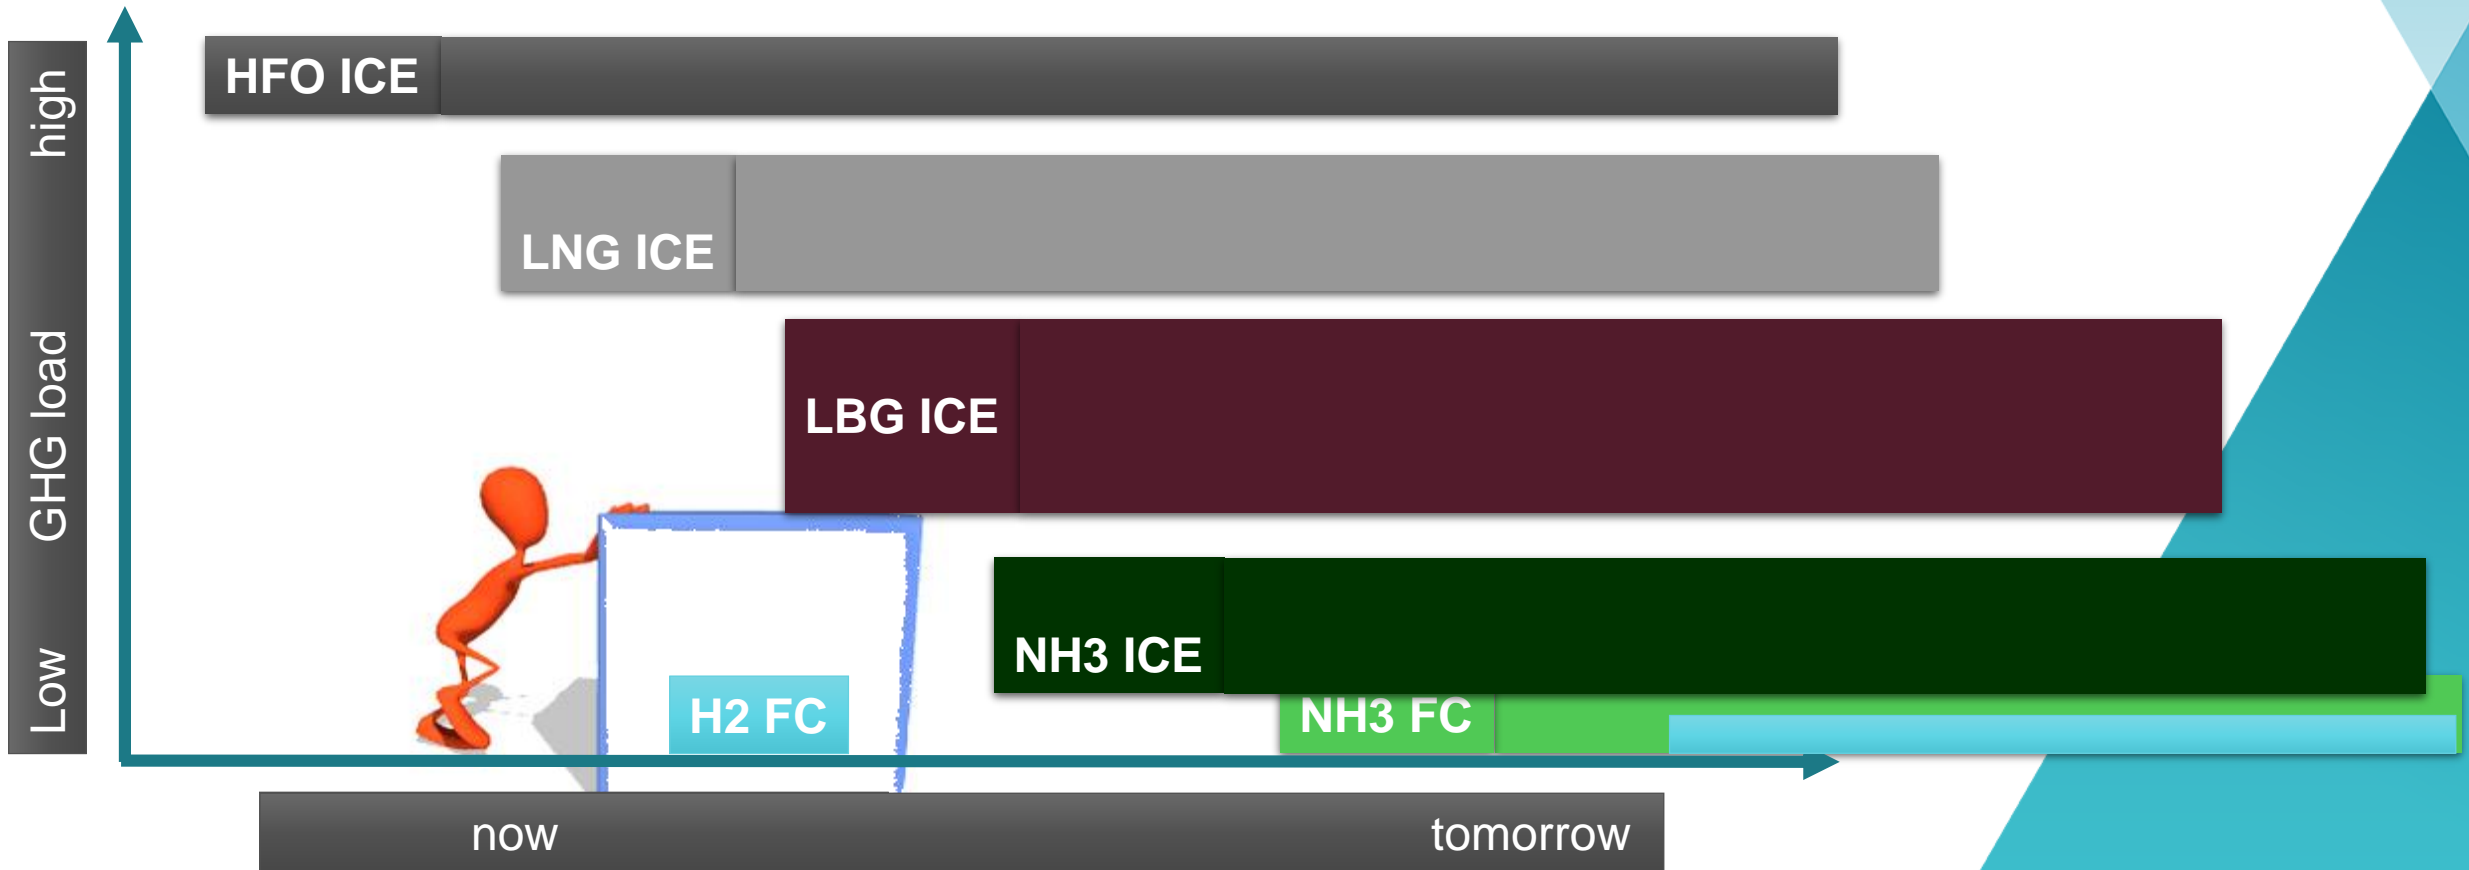 high
GHG load
Low
HFO ICE
LNG ICE
LBG ICE
NH3 ICE
H2 FC
NH3 FC
now
tomorrow